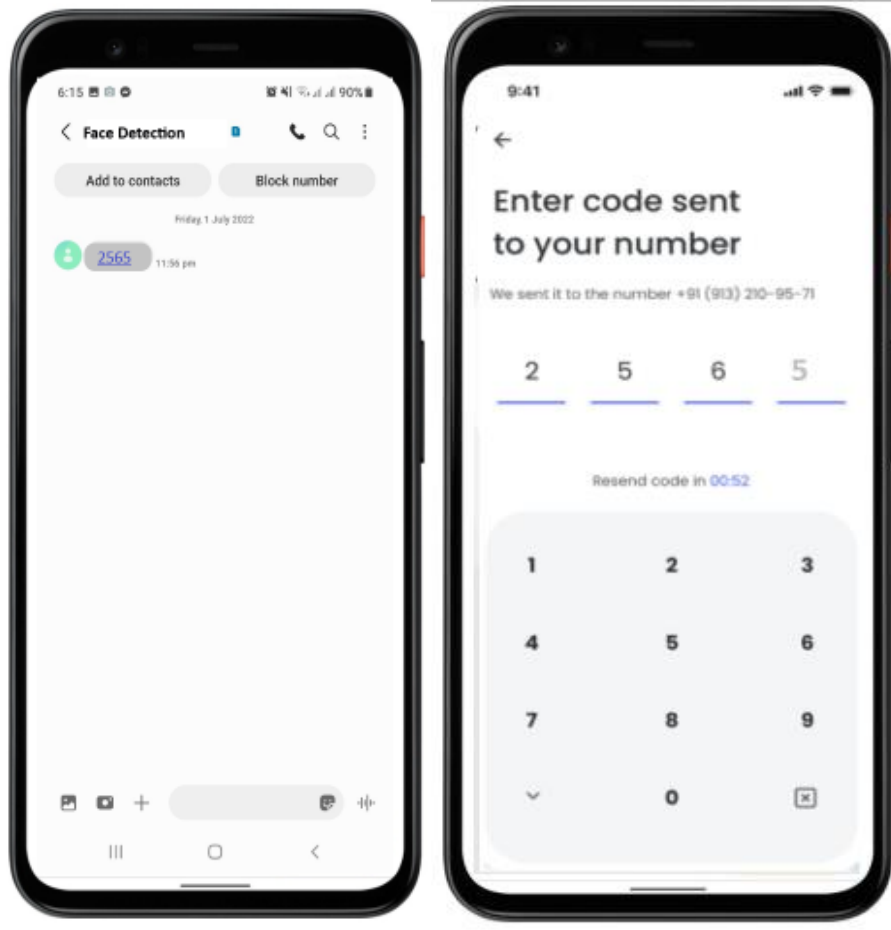 6:15 90%
Face Detection
Add to contacts Block number
Friday, 1 July 2022
2565 11:56 pm
9:41
Enter code sent
to your number
We sent it to the number +91 (913) 210-95-71
2 5 6 5
Resend code in 00:52
1 2 3
4 5 6
7 8 9
0